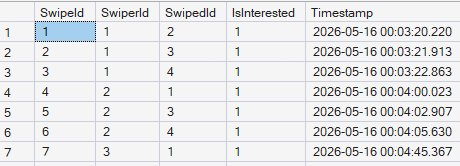 SwipeId SwiperId SwipedId IsInterested Timestamp
1 1 1 2 1 2026-05-16 00:03:20.220
2 2 1 3 1 2026-05-16 00:03:21.913
3 3 1 4 1 2026-05-16 00:03:22.863
4 4 2 1 1 2026-05-16 00:04:00.023
5 5 2 3 1 2026-05-16 00:04:02.907
6 6 2 4 1 2026-05-16 00:04:05.630
7 7 3 1 1 2026-05-16 00:04:45.367